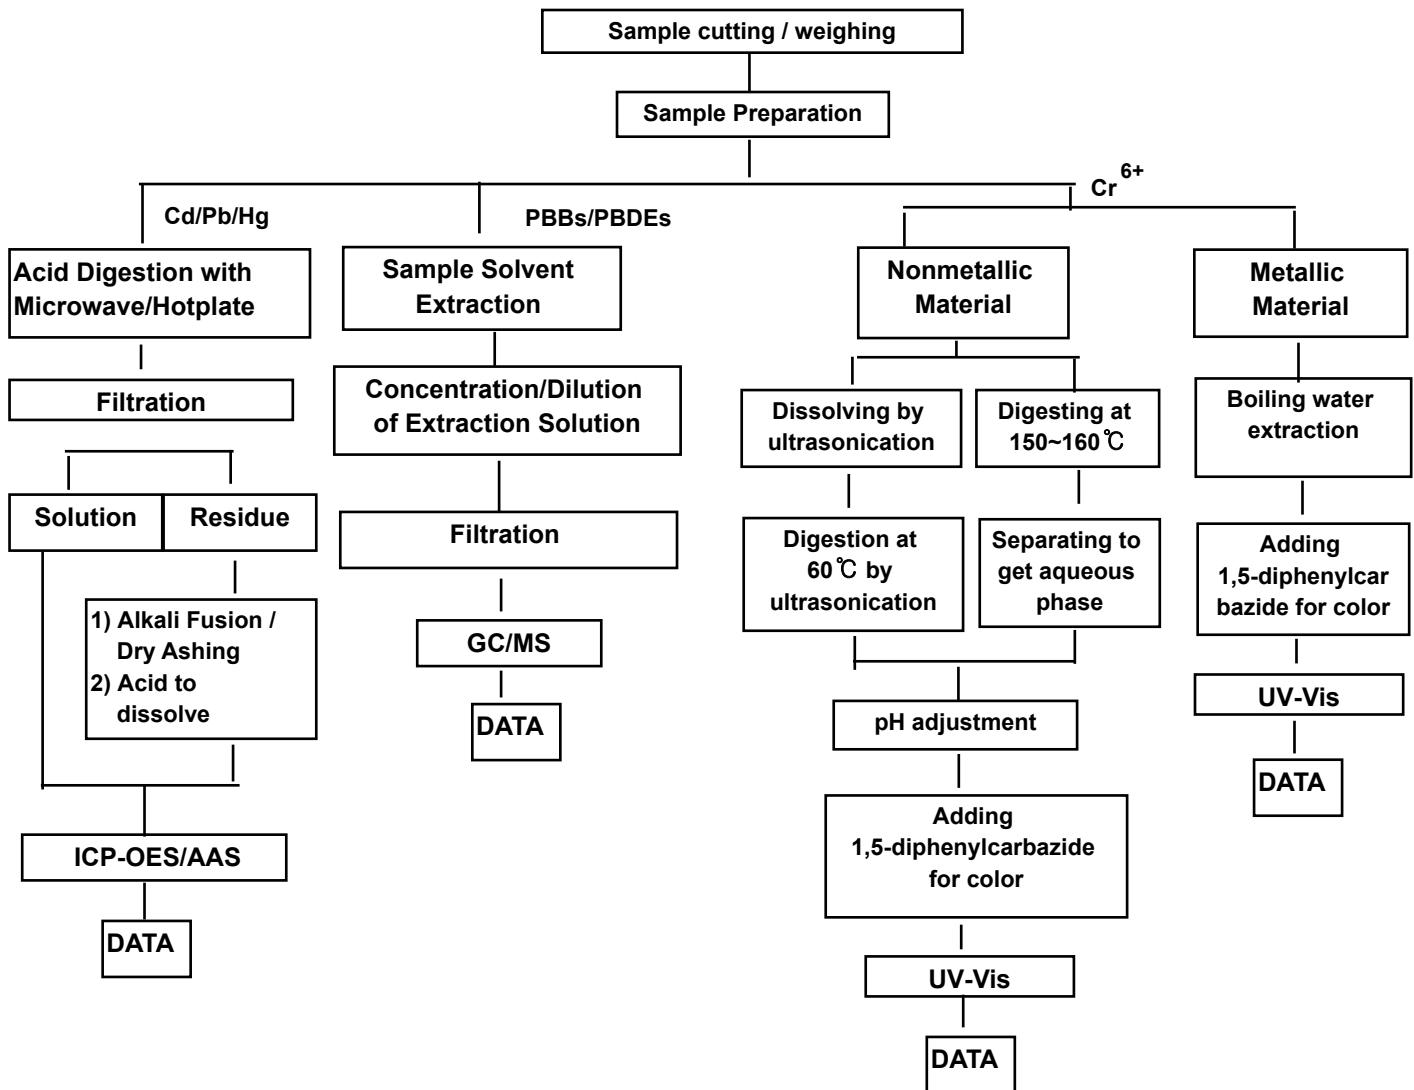 Sample cutting / weighing
Sample Preparation
Cr 6+
Cd/Pb/Hg
PBBs/PBDEs
Acid Digestion with
Microwave/Hotplate
Filtration
Solution
Residue
1) Alkali Fusion /
Dry Ashing
2) Acid to
dissolve
ICP-OES/AAS
DATA
Sample Solvent
Extraction
Concentration/Dilution
of Extraction Solution
Filtration
GC/MS
DATA
Nonmetallic
Material
Dissolving by
ultrasonication
Digestion at
60℃ by
ultrasonication
Digesting at
150~160℃
Separating to
get aqueous
phase
pH adjustment
Adding
1,5-diphenylcarbazide
for color
UV-Vis
DATA
Metallic
Material
Boiling water
extraction
Adding
1,5-diphenylcar
bazide for color
UV-Vis
DATA